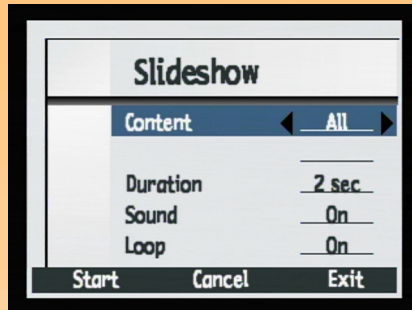 Slideshow
Content All
Duration 2 sec
Sound On
Loop On
Start Cancel Exit